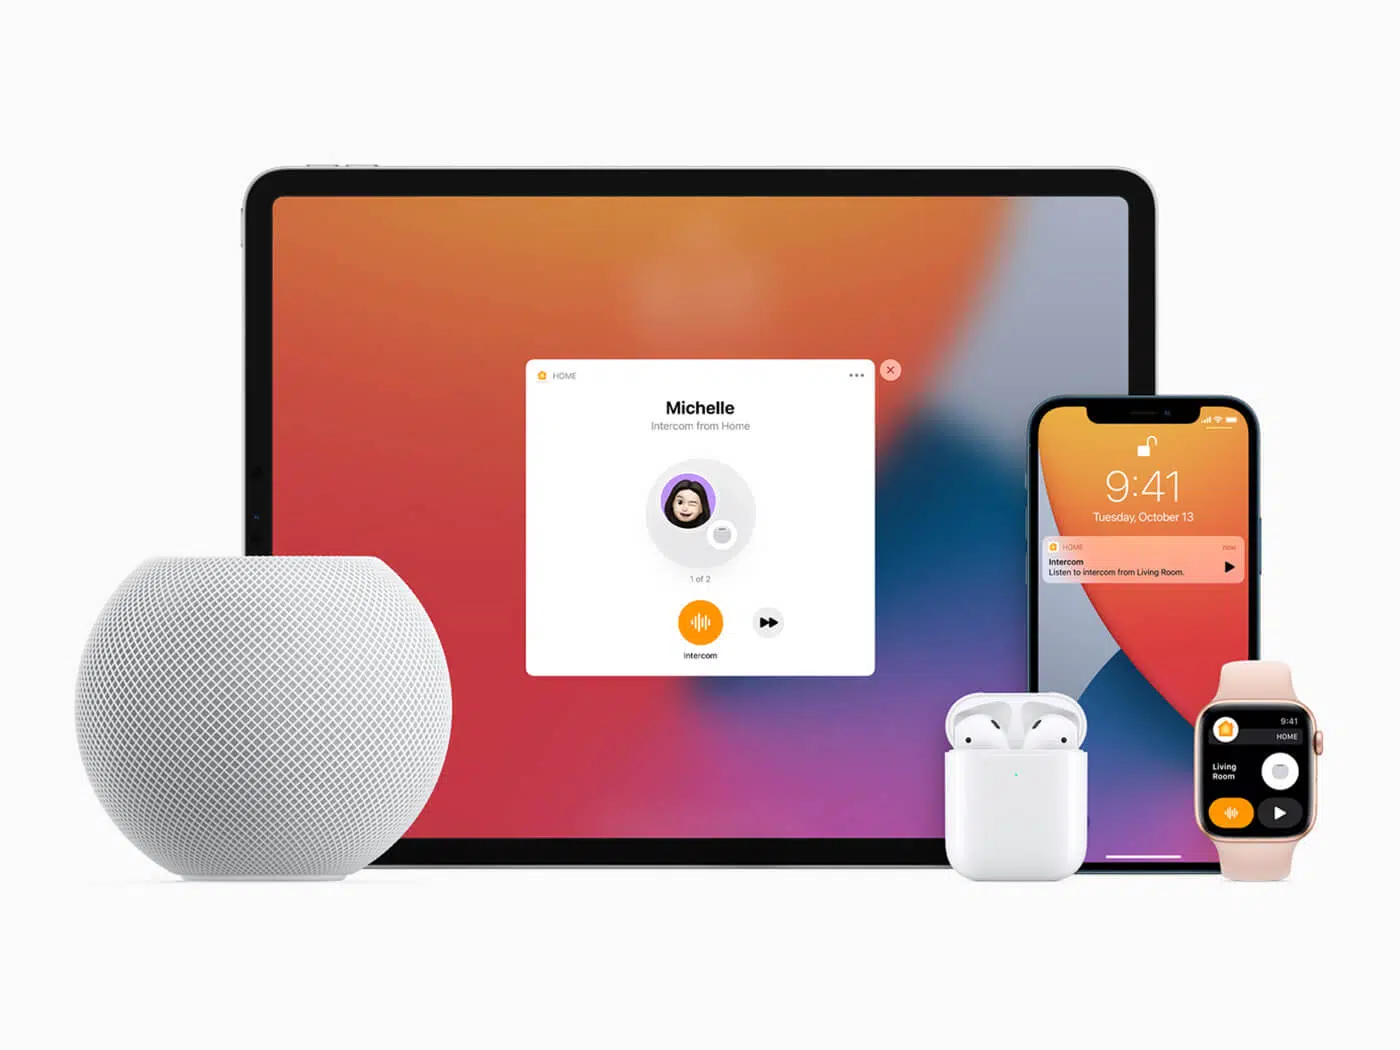 HOME
Michelle
Intercom from Home
1 of 2
Intercom
9:41
Tuesday, October 13
HOME
now
Intercom
Listen to intercom from Living Room.
9:41
HOME
Living
Room